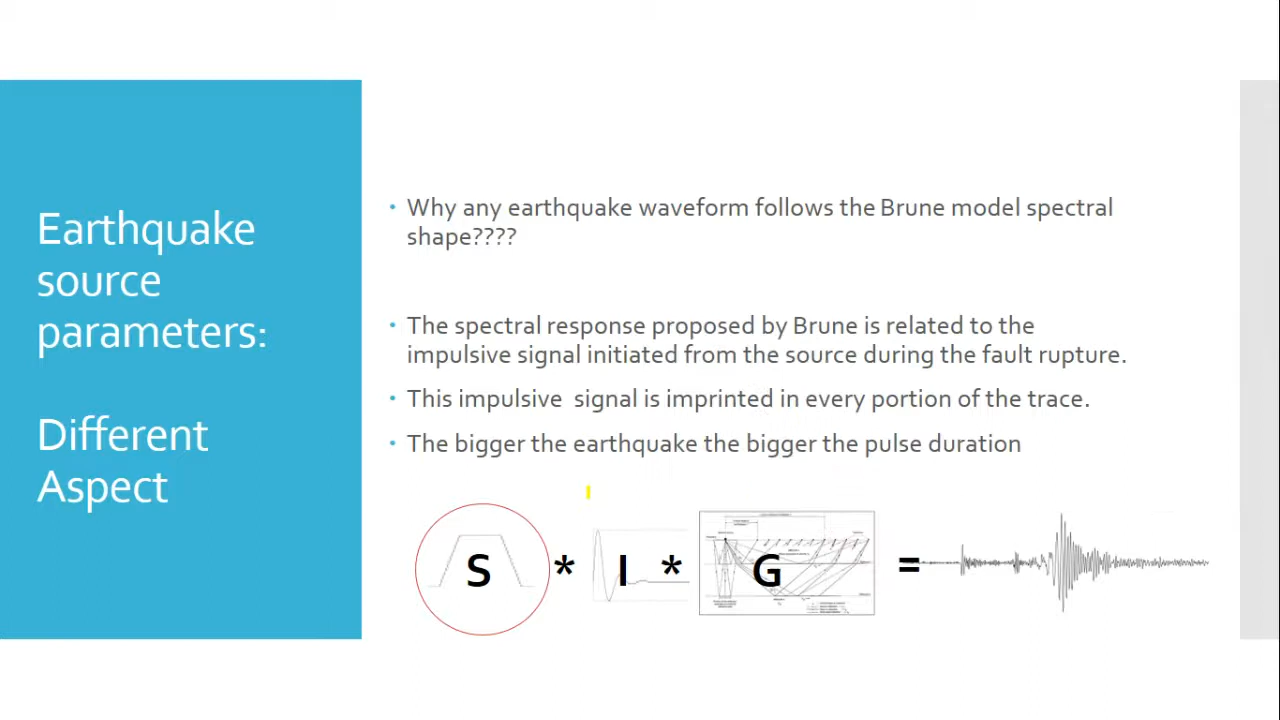 Earthquake
source
parameters:
Different
Aspect
• Why any earthquake waveform follows the Brune model spectral
shape????
• The spectral response proposed by Brune is related to the
impulsive signal initiated from the source during the fault rupture.
• This impulsive signal is imprinted in every portion of the trace.
• The bigger the earthquake the bigger the pulse duration
S * I * G =